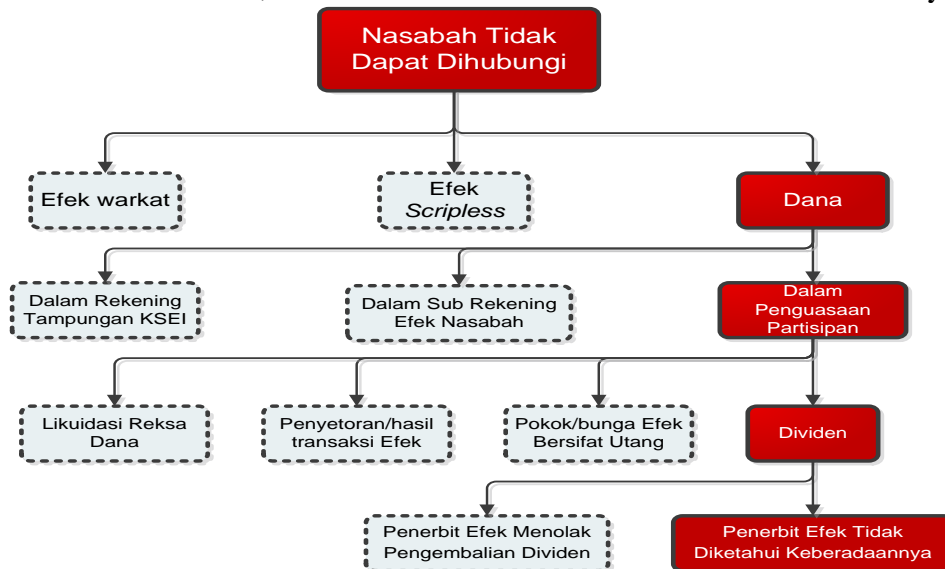 Nasabah Tidak
Dapat Dihubungi
Efek warkat
Efek
Scripless
Dana
Dalam Rekening
Tampungan KSEI
Dalam Sub Rekening
Efek Nasabah
Dalam
Penguasaan
Partisipan
Likuidasi Reksa
Dana
Penyetoran/hasil
transaksi Efek
Pokok/bunga Efek
Bersifat Utang
Dividen
Penerbit Efek Menolak
Pengembalian Dividen
Penerbit Efek Tidak
Diketahui Keberadaannya